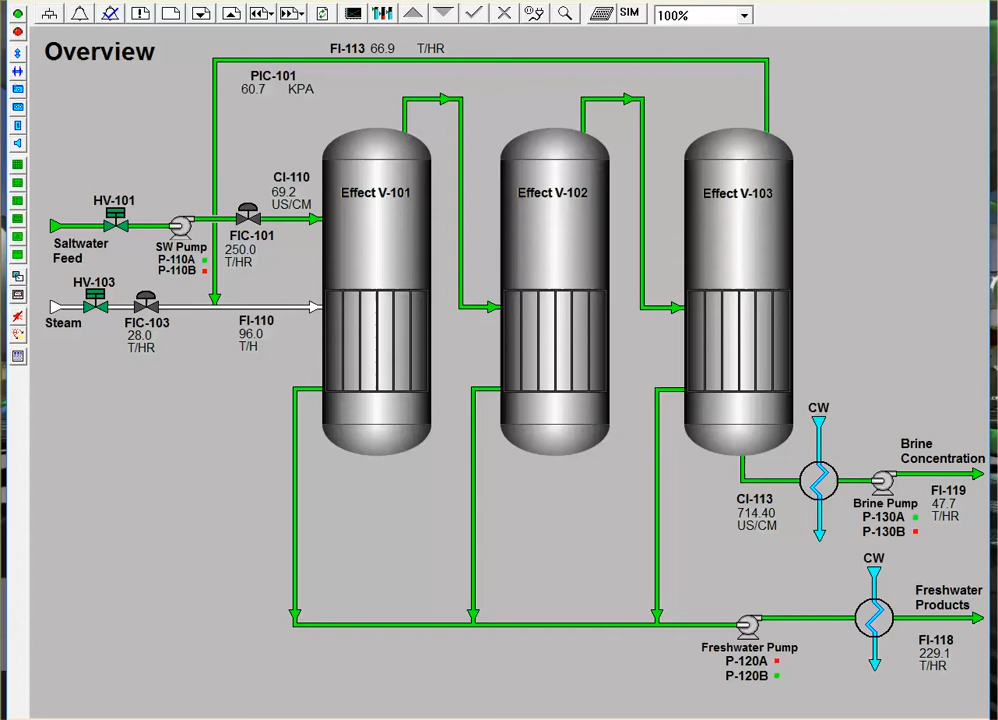 SIM
100%
Overview
FI-113 66.9 T/HR
PIC-101
60.7 KPA
CI-110
69.2
US/CM
Effect V-101
Effect V-102
Effect V-103
HV-101
Saltwater
Feed
SW Pump
P-110A
P-110B
FIC-101
250.0
T/HR
HV-103
Steam
FIC-103
28.0
T/HR
FI-110
96.0
T/H
CW
Brine
Concentration
CI-113
714.40
US/CM
Brine Pump
P-130A
P-130B
FI-119
47.7
T/HR
CW
Freshwater
Products
Freshwater Pump
P-120A
P-120B
FI-118
229.1
T/HR